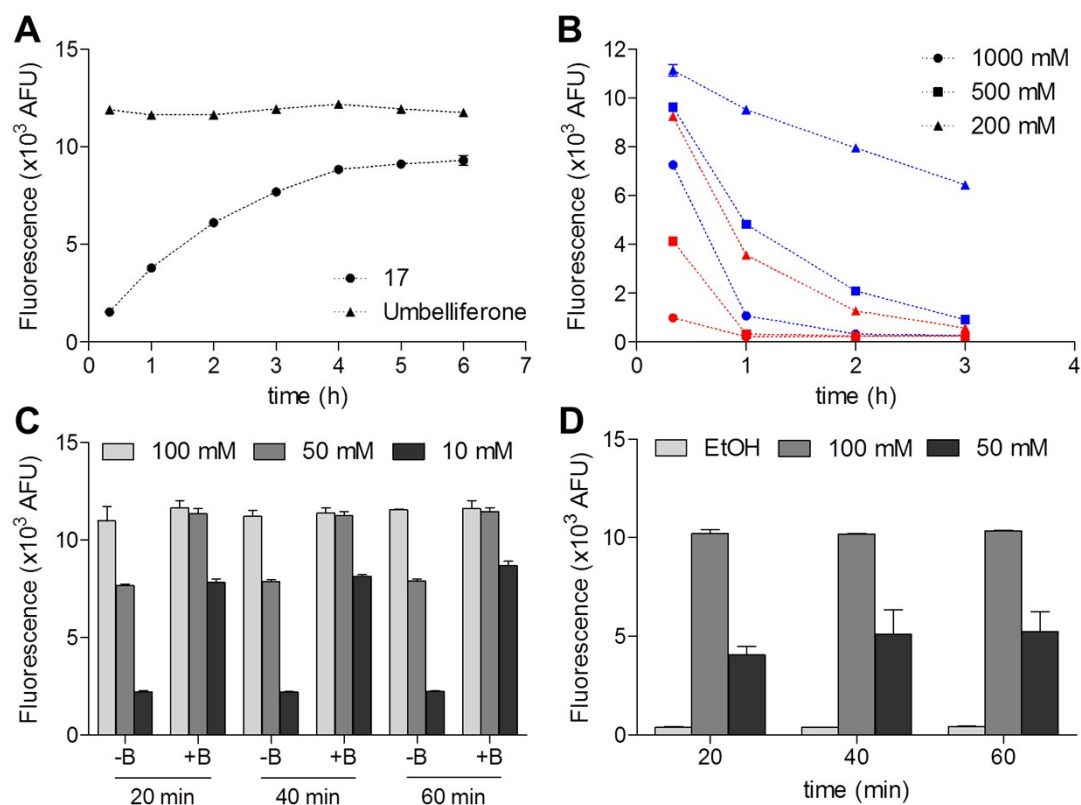 A
Fluorescence (x10³ AFU)
15
10
5
0
0 1 2 3 4 5 6 7
time (h)
17
Umbelliferone
B
Fluorescence (x10³ AFU)
12
10
8
6
4
2
0
0 1 2 3 4
time (h)
1000 mM
500 mM
200 mM
C
Fluorescence (x10³ AFU)
15
10
5
0
100 mM 50 mM 10 mM
-B +B -B +B -B +B
20 min 40 min 60 min
D
Fluorescence (x10³ AFU)
15
10
5
0
EtOH 100 mM 50 mM
20 40 60
time (min)